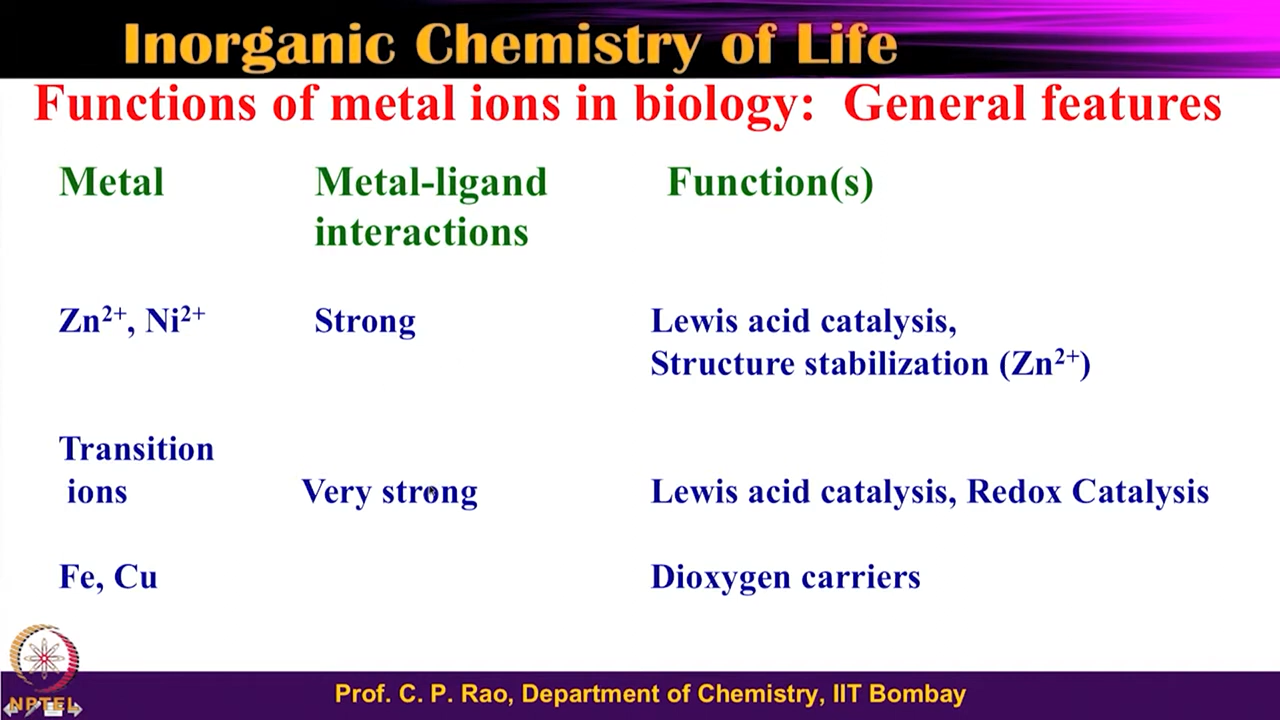 Inorganic Chemistry of Life
Functions of metal ions in biology: General features
Metal
Metal-ligand
interactions
Function(s)
Zn²⁺, Ni²⁺
Strong
Lewis acid catalysis,
Structure stabilization (Zn²⁺)
Transition
ions
Very strong
Lewis acid catalysis, Redox Catalysis
Fe, Cu
Dioxygen carriers
NPTEL
Prof. C. P. Rao, Department of Chemistry, IIT Bombay